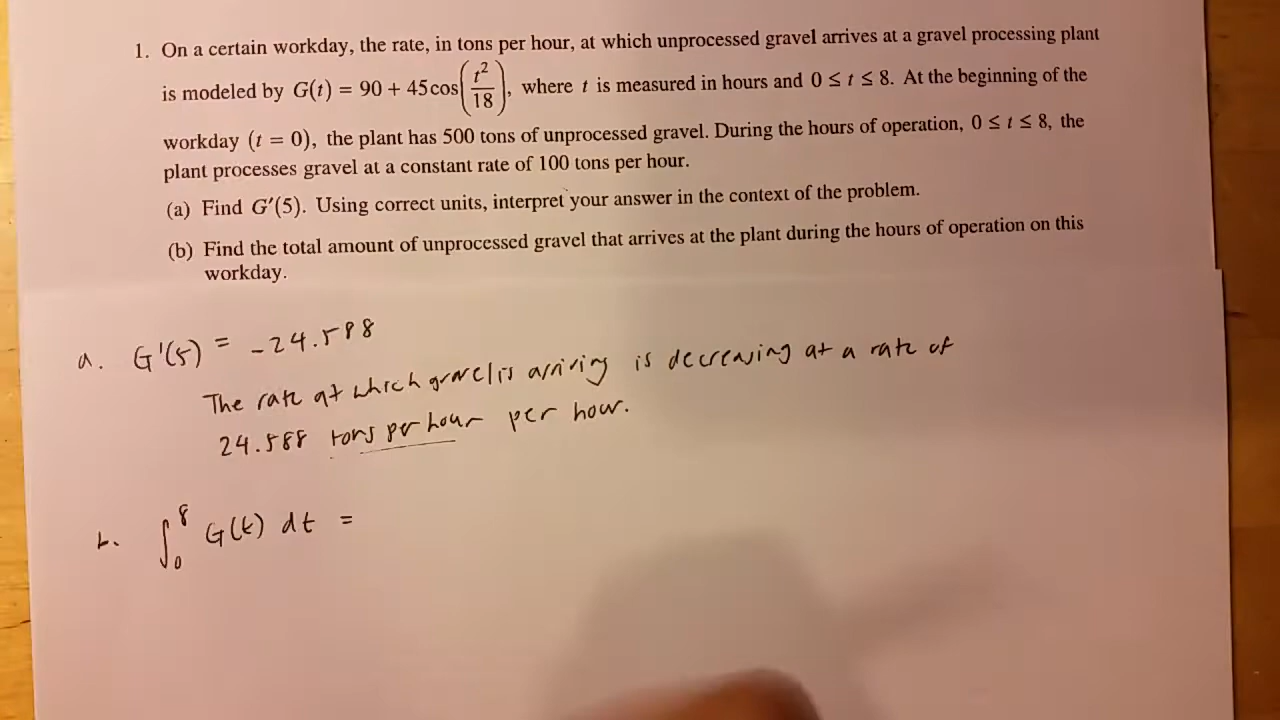 1. On a certain workday, the rate, in tons per hour, at which unprocessed gravel arrives at a gravel processing plant
is modeled by G(t) = 90 + 45cos(t²/18), where t is measured in hours and 0 ≤ t ≤ 8. At the beginning of the
workday (t = 0), the plant has 500 tons of unprocessed gravel. During the hours of operation, 0 ≤ t ≤ 8, the
plant processes gravel at a constant rate of 100 tons per hour.
(a) Find G′(5). Using correct units, interpret your answer in the context of the problem.
(b) Find the total amount of unprocessed gravel that arrives at the plant during the hours of operation on this
workday.
a. G'(5) = -24.588
The rate at which gravel is arriving is decreasing at a rate of
24.588 tons per hour per hour.
b. ∫₀⁸ G(t) dt =